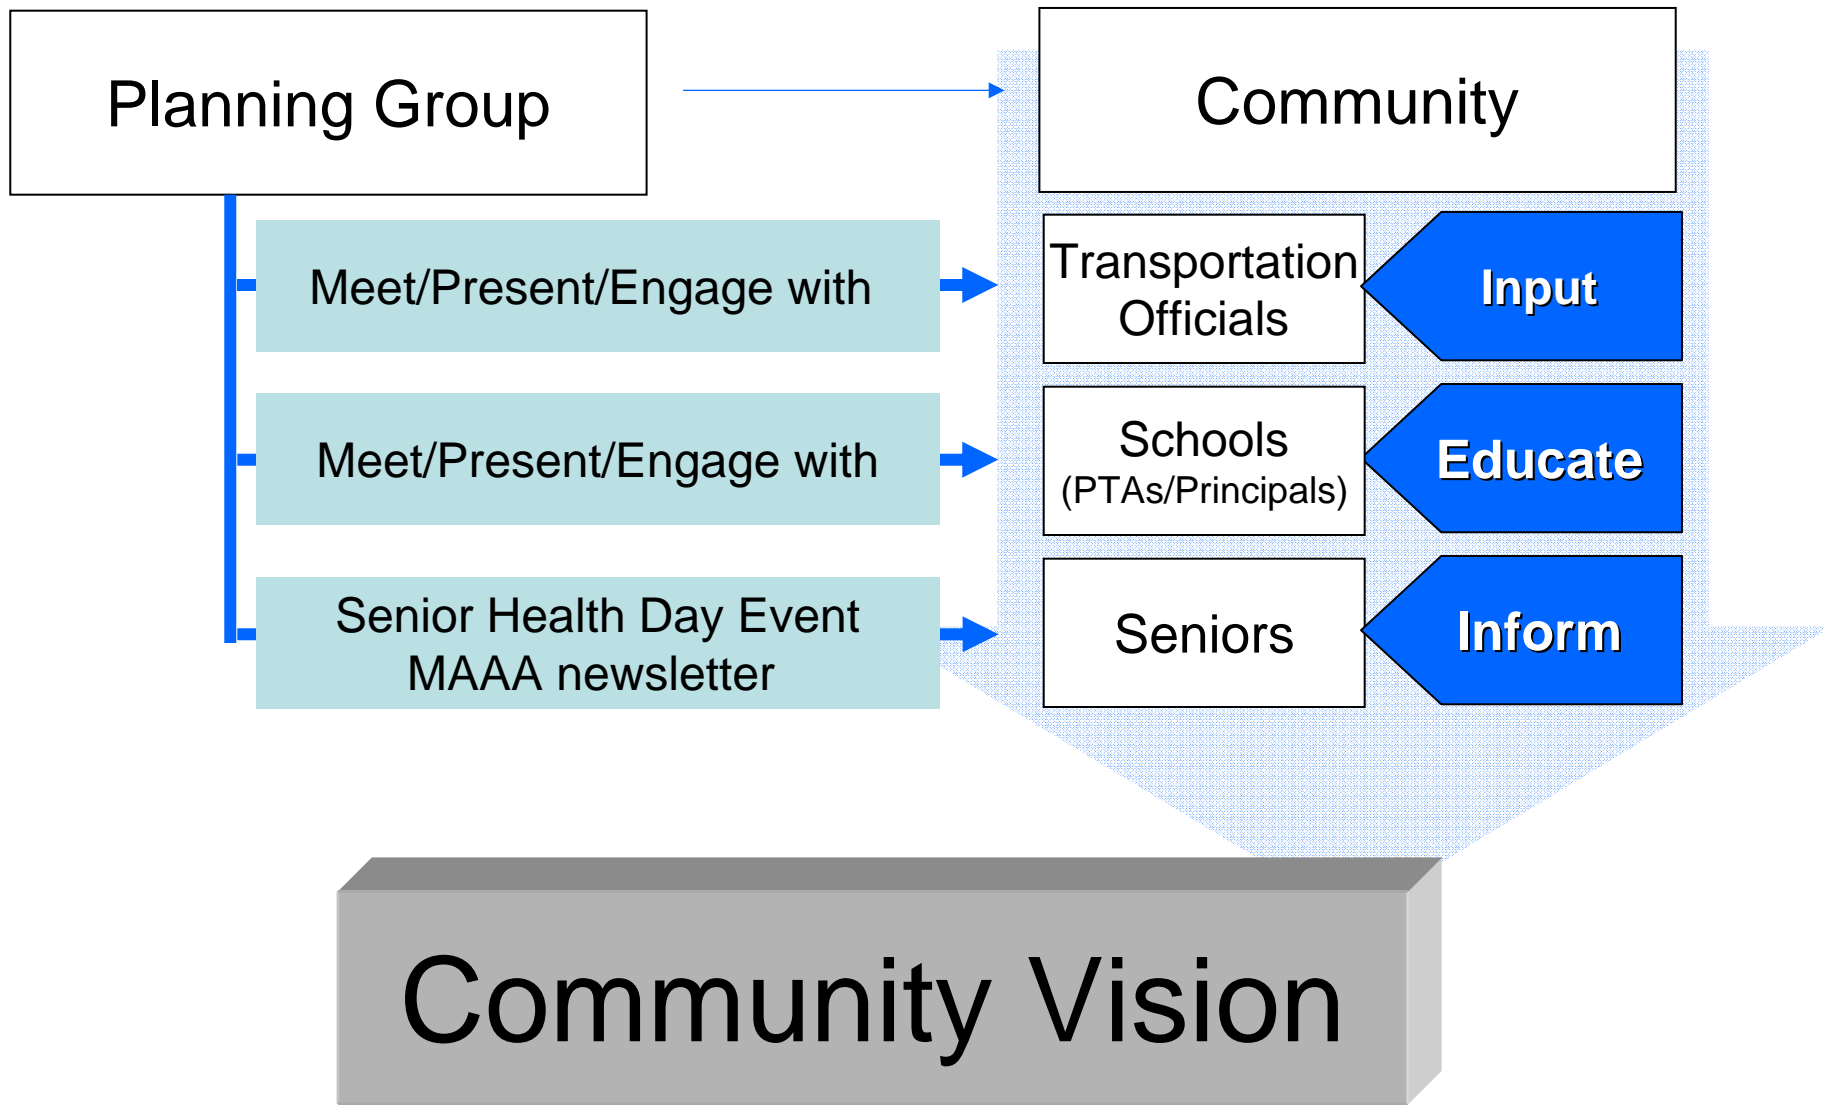 Planning Group
Community
Meet/Present/Engage with
Transportation
Officials
Input
Meet/Present/Engage with
Schools
(PTAs/Principals)
Educate
Senior Health Day Event
MAAA newsletter
Seniors
Inform
Community Vision